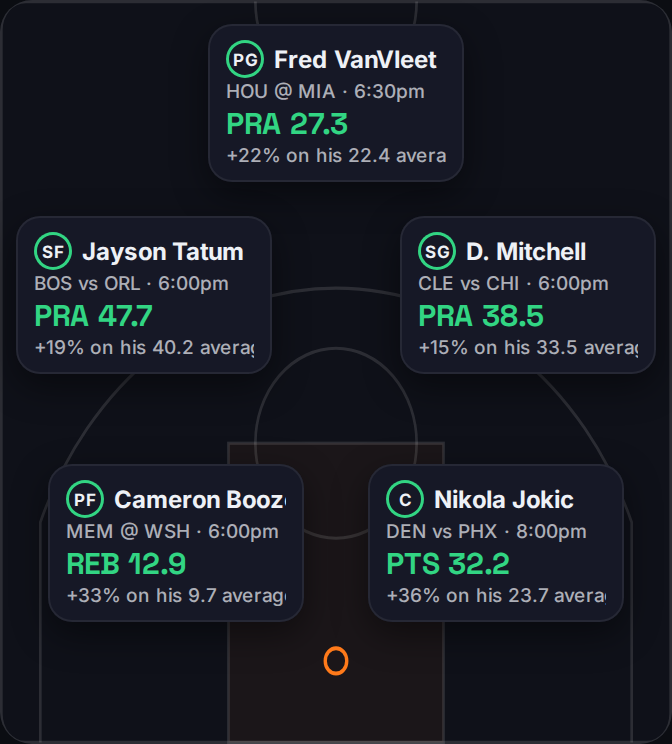 PG Fred VanVleet
HOU @ MIA · 6:30pm
PRA 27.3
+22% on his 22.4 avera
SF Jayson Tatum
BOS vs ORL · 6:00pm
PRA 47.7
+19% on his 40.2 averag
SG D. Mitchell
CLE vs CHI · 6:00pm
PRA 38.5
+15% on his 33.5 averag
PF Cameron Booz
MEM @ WSH · 6:00pm
REB 12.9
+33% on his 9.7 averag
C Nikola Jokic
DEN vs PHX · 8:00pm
PTS 32.2
+36% on his 23.7 averag